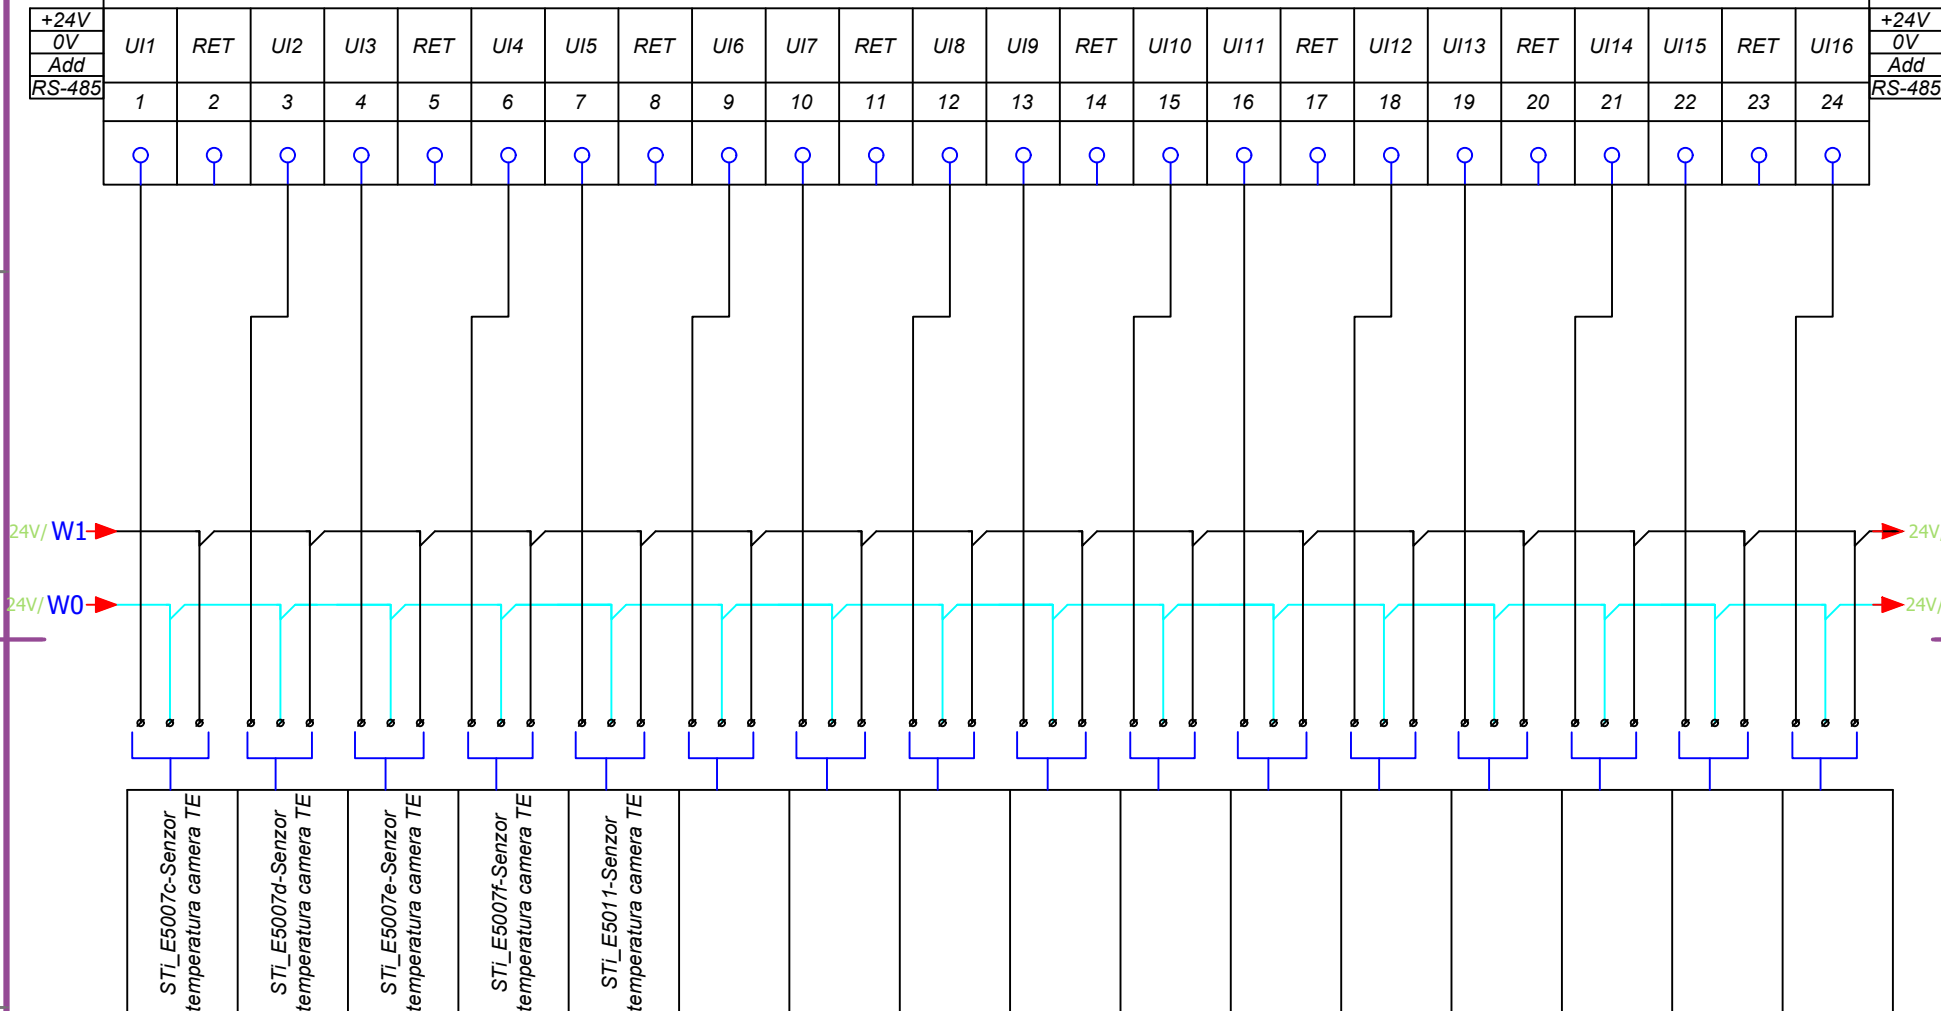 +24V
0V
Add
RS-485
UI1 RET UI2 UI3 RET UI4 UI5 RET UI6 UI7 RET UI8 UI9 RET UI10 UI11 RET UI12 UI13 RET UI14 UI15 RET UI16
1 2 3 4 5 6 7 8 9 10 11 12 13 14 15 16 17 18 19 20 21 22 23 24
+24V
0V
Add
RS-485
24V/ W1
24V
24V/ W0
24V/
STi_E5007c-Senzor
temperatura camera TE
STi_E5007d-Senzor
temperatura camera TE
STi_E5007e-Senzor
temperatura camera TE
STi_E5007f-Senzor
temperatura camera TE
STi_E5011-Senzor
temperatura camera TE